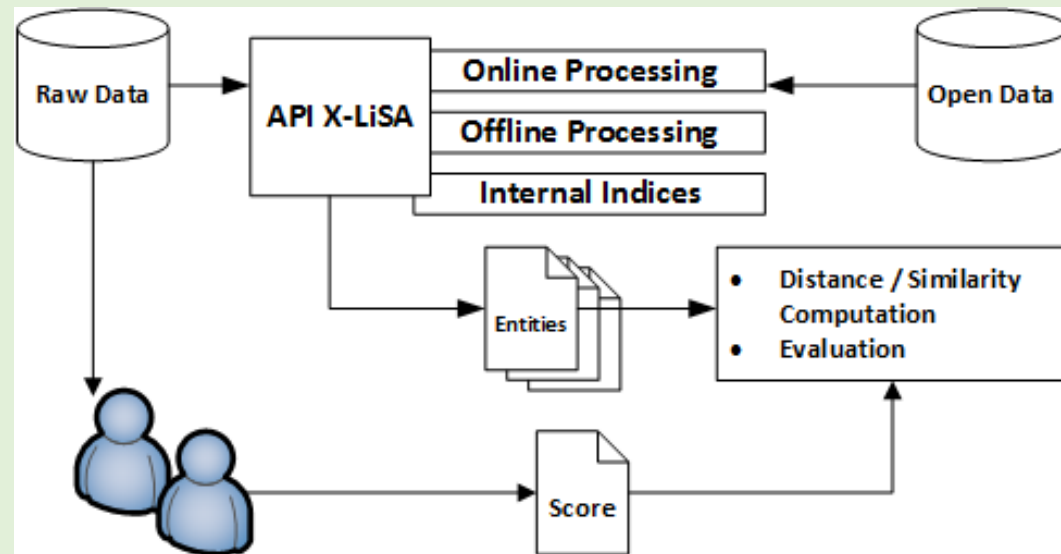 Raw Data
API X-LiSA
Online Processing
Offline Processing
Internal Indices
Open Data
Entities
• Distance / Similarity
Computation
• Evaluation
Score